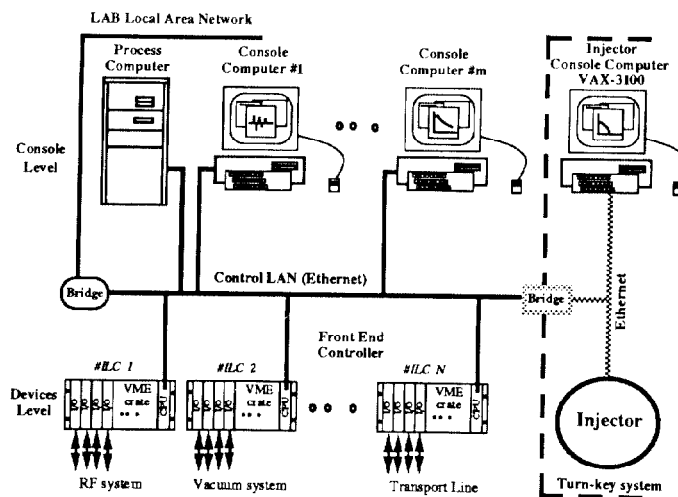 LAB Local Area Network
Process
Computer
Console
Computer #1
Console
Computer #m
Injector
Console Computer
VAX-3100
Console
Level
Control LAN (Ethernet)
Bridge
Bridge
Ethernet
Front End
Controller
#ILC 1
#ILC 2
#ILC N
Devices
Level
I/O
I/O
I/O
I/O
VME
crate
CPU
I/O
I/O
I/O
I/O
VME
crate
CPU
I/O
I/O
I/O
I/O
VME
crate
CPU
Injector
RF system
Vacuum system
Transport Line
Turn-key system